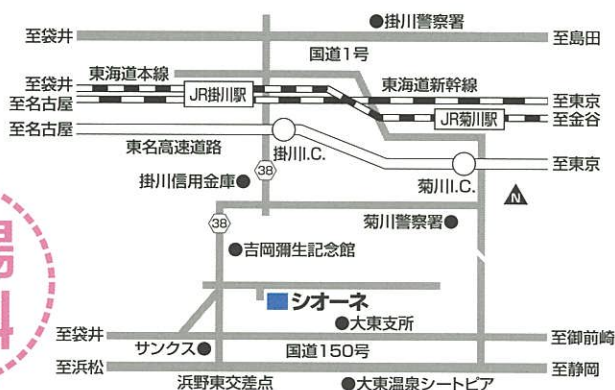 ●掛川警察署
至袋井
至島田
国道1号
東海道本線
東海道新幹線
至袋井
JR掛川駅
至東京
至名古屋
JR菊川駅
至金谷
至名古屋
掛川I.C.
東名高速道路
至東京
38
菊川I.C.
掛川信用金庫●
N
38
菊川警察署●
●吉岡彌生記念館
場
シオーネ
●大東支所
至袋井
至御前崎
サンクス●
国道150号
至浜松
至静岡
浜野東交差点
●大東温泉シートピア